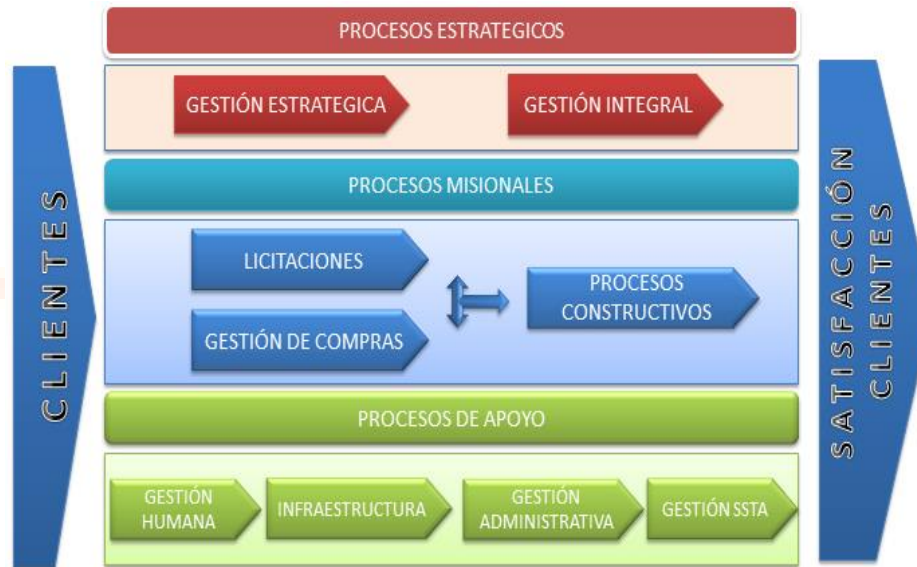 PROCESOS ESTRATEGICOS
GESTIÓN ESTRATEGICA
GESTIÓN INTEGRAL
CLIENTES
PROCESOS MISIONALES
LICITACIONES
GESTIÓN DE COMPRAS
PROCESOS
CONSTRUCTIVOS
PROCESOS DE APOYO
GESTIÓN
HUMANA
INFRAESTRUCTURA
GESTIÓN
ADMINISTRATIVA
GESTIÓN SSTA
SATISFACCIÓN
CLIENTES